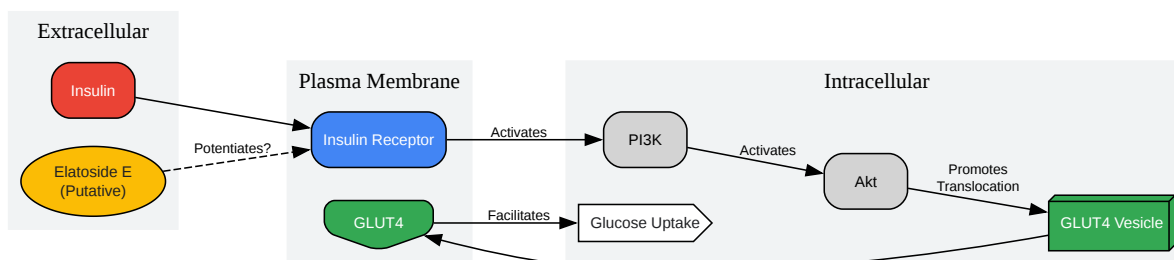 Extracellular
Insulin
Elatoside E
(Putative)
Potentiates?
Plasma Membrane
Insulin Receptor
GLUT4
Activates
Facilitates
Intracellular
PI3K
Glucose Uptake
Activates
Akt
Promotes
Translocation
GLUT4 Vesicle